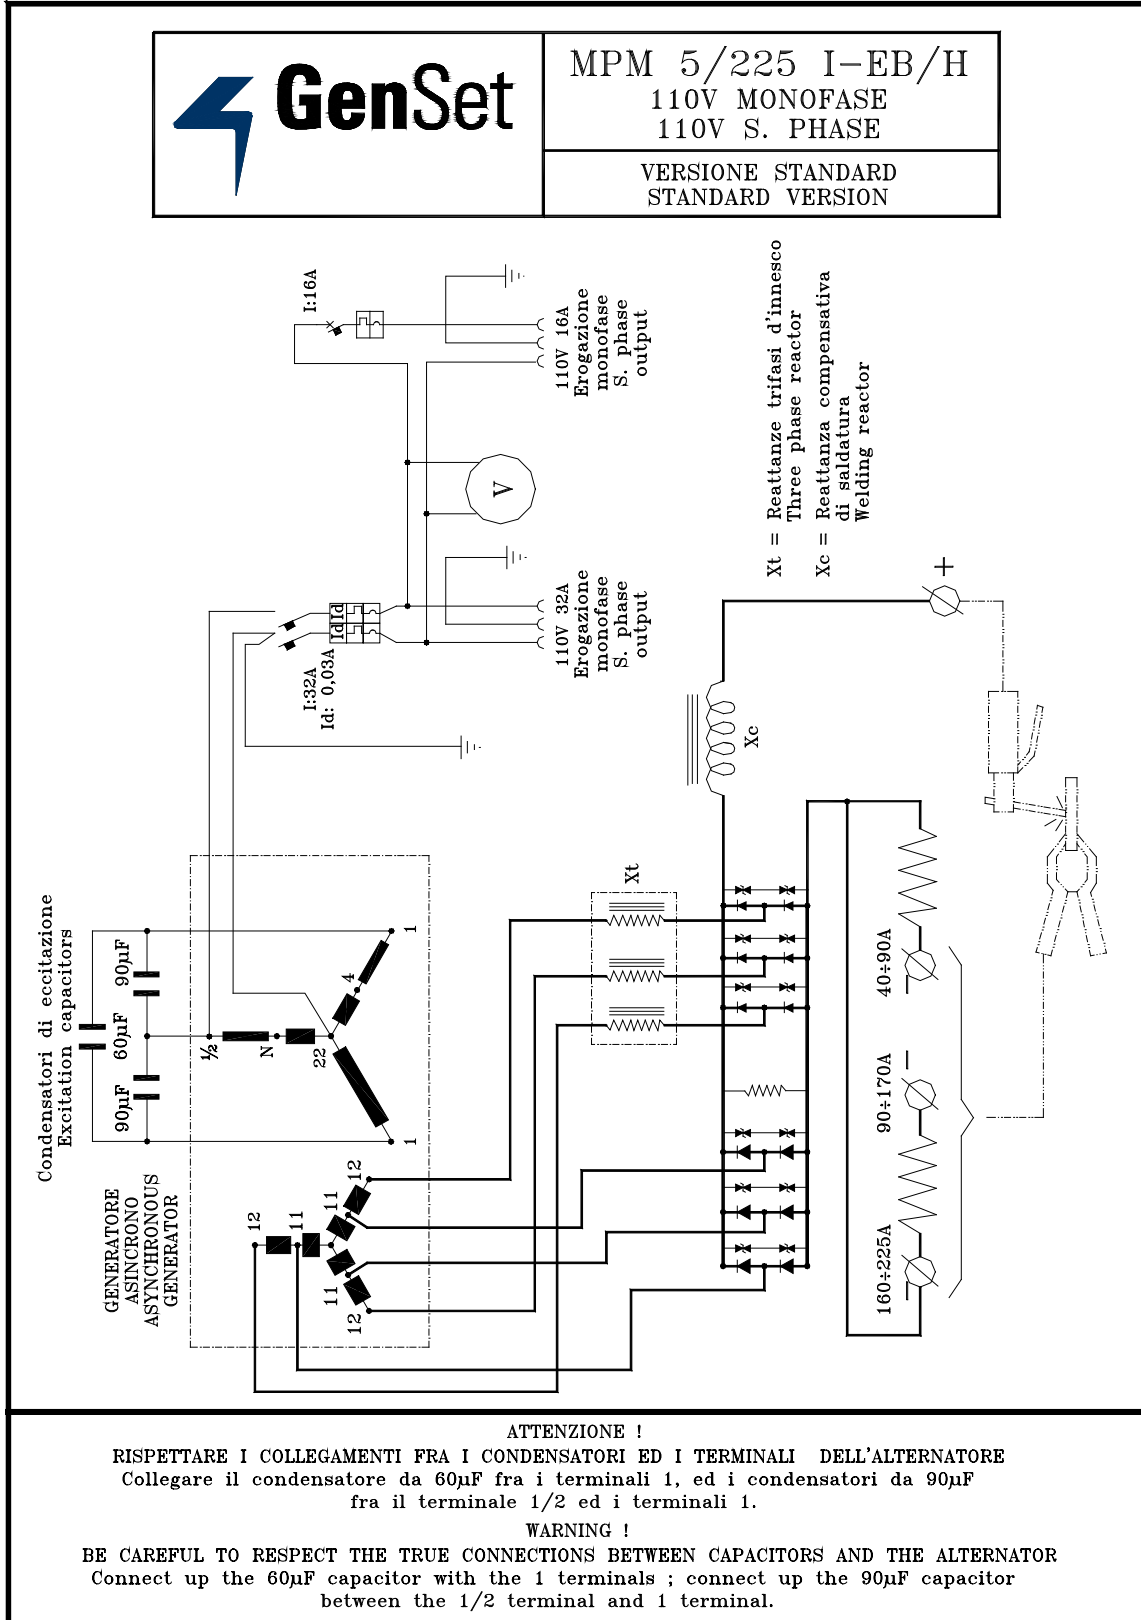 GenSet
MPM 5/225 I-EB/H
110V MONOFASE
110V S. PHASE
VERSIONE STANDARD
STANDARD VERSION
I:16A
110V 16A
Erogazione
monofase
S. phase
output
Xt = Reattanze trifasi d'innesco
Three phase reactor
Xc = Reattanza compensativa
di saldatura
Welding reactor
V
Id
Id
I:32A
Id: 0,03A
110V 32A
Erogazione
monofase
S. phase
output
+
Xc
Xt
Condensatori di eccitazione
Excitation capacitors
90µF
60µF
90µF
1
4
½
N
22
1
GENERATORE
ASINCRONO
ASYNCHRONOUS
GENERATOR
12
11
11
12
11
12
40÷90A
90÷170A
160÷225A
ATTENZIONE !
RISPETTARE I COLLEGAMENTI FRA I CONDENSATORI ED I TERMINALI DELL'ALTERNATORE
Collegare il condensatore da 60µF fra i terminali 1, ed i condensatori da 90µF
fra il terminale 1/2 ed i terminali 1.
WARNING !
BE CAREFUL TO RESPECT THE TRUE CONNECTIONS BETWEEN CAPACITORS AND THE ALTERNATOR
Connect up the 60µF capacitor with the 1 terminals ; connect up the 90µF capacitor
between the 1/2 terminal and 1 terminal.